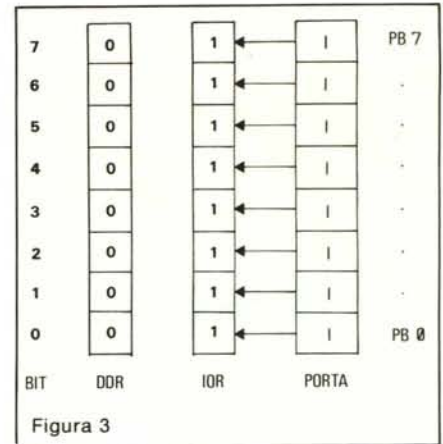 7 0 1 | PB 7
6 0 1 | .
5 0 1 | .
4 0 1 | .
3 0 1 | .
2 0 1 | .
1 0 1 | .
0 0 1 | PB Ø
BIT DDR IOR PORTA
Figura 3